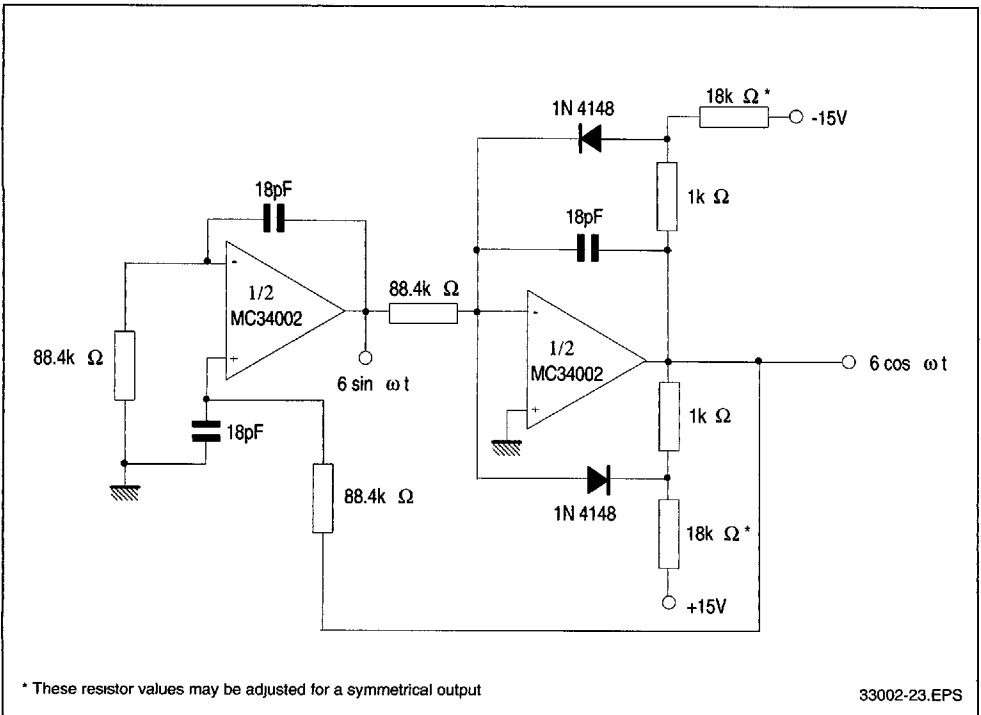 18k Ω *
-15V
1N 4148
1k Ω
18pF
18pF
-
1/2
MC34002
+
88.4k Ω
88.4k Ω
6 sin ω t
18pF
88.4k Ω
-
1/2
MC34002
+
6 cos ω t
1k Ω
1N 4148
18k Ω *
+15V
* These resistor values may be adjusted for a symmetrical output
33002-23.EPS